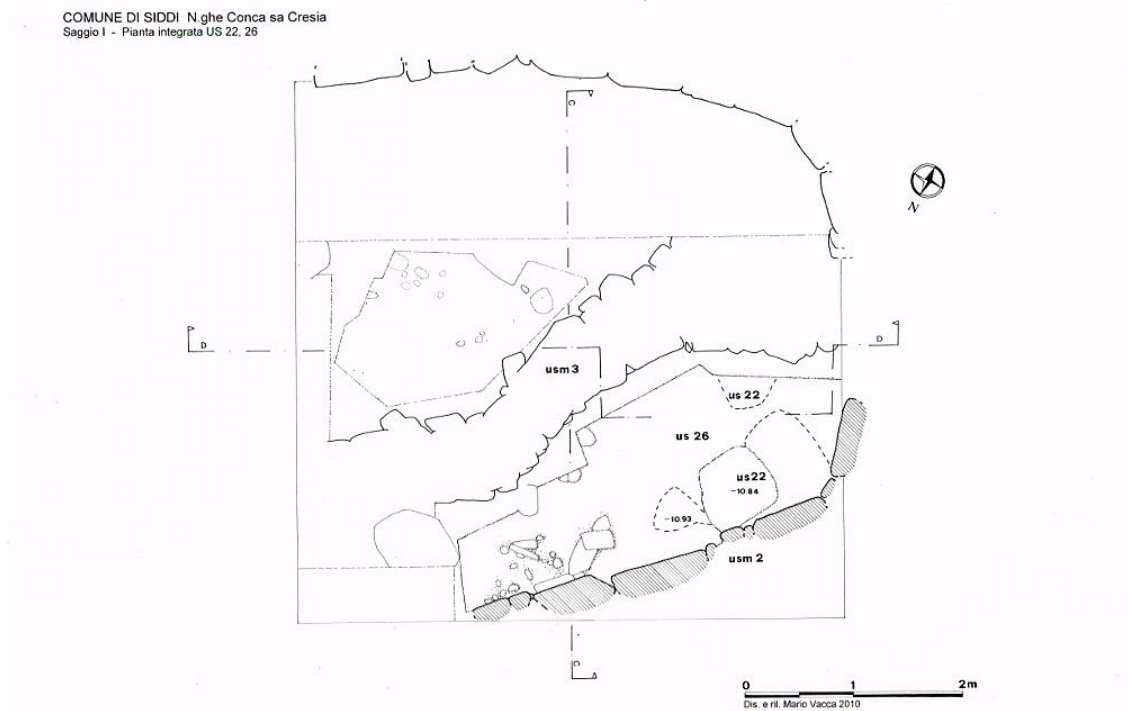 COMUNE DI SIDDI N.ghe Conca sa Cresia
Saggio I - Pianta integrata US 22, 26
C
N
D
D
usm 3
us 22
us 26
us22
-10.84
-10.93
usm 2
C
0 1 2m
Dis. e ril. Mario Vacca 2010